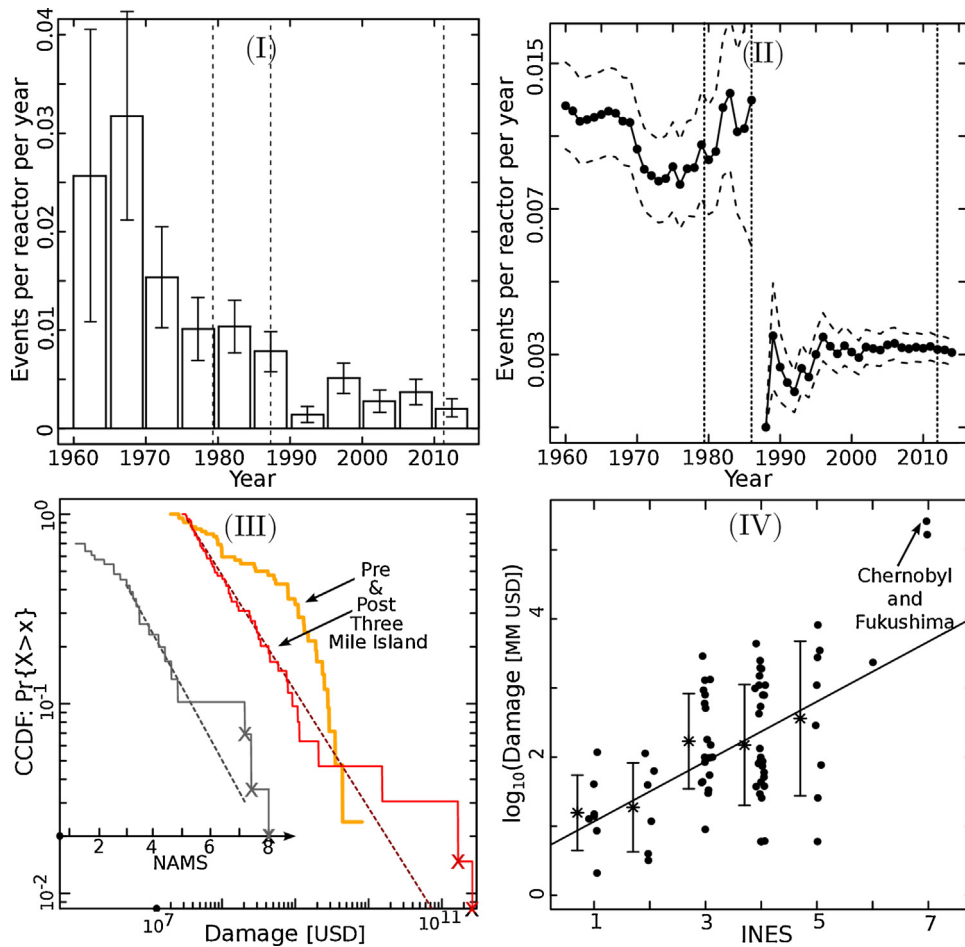 (I)
Events per reactor per year
0.04
0.03
0.02
0.01
0
1960 1970 1980 1990 2000 2010
Year
(II)
Events per reactor per year
0.015
0.007
0.003
1960 1970 1980 1990 2000 2010
Year
(III)
CCDF: Pr{X>x}
10^0
10^-1
10^-2
Pre
&
Post
Three
Mile Island
2 4 6 8
NAMS
10^7 10^11
Damage [USD]
(IV)
log10(Damage [MM USD])
4
2
0
Chernobyl
and
Fukushima
1 3 5 7
INES